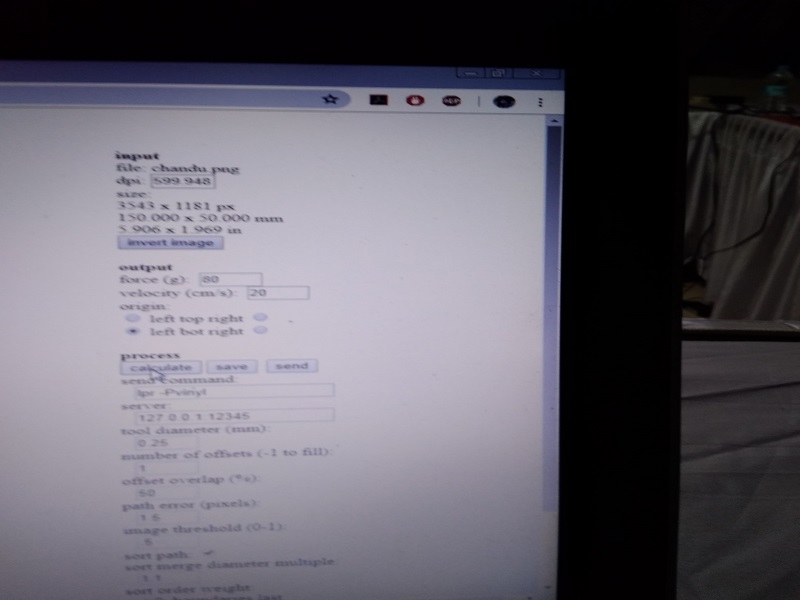 input
file: chandu.png
dpi: 599.948
size:
3543 x 1181 px
150.000 x 50.000 mm
5.906 x 1.969 in
invert image
output
force (g): 80
velocity (cm/s): 20
origin:
left top right
left bot right
process
calculate save send
send command
lpr -Pvinyl
server:
127.0.0.1:12345
tool diameter (mm):
0.25
number of offsets (-1 to fill):
1
offset overlap (%):
50
path error (pixels):
1.5
image threshold (0-1):
.5
sort path: ✓
sort merge diameter multiple
1.1
sort order weight
boundaries last